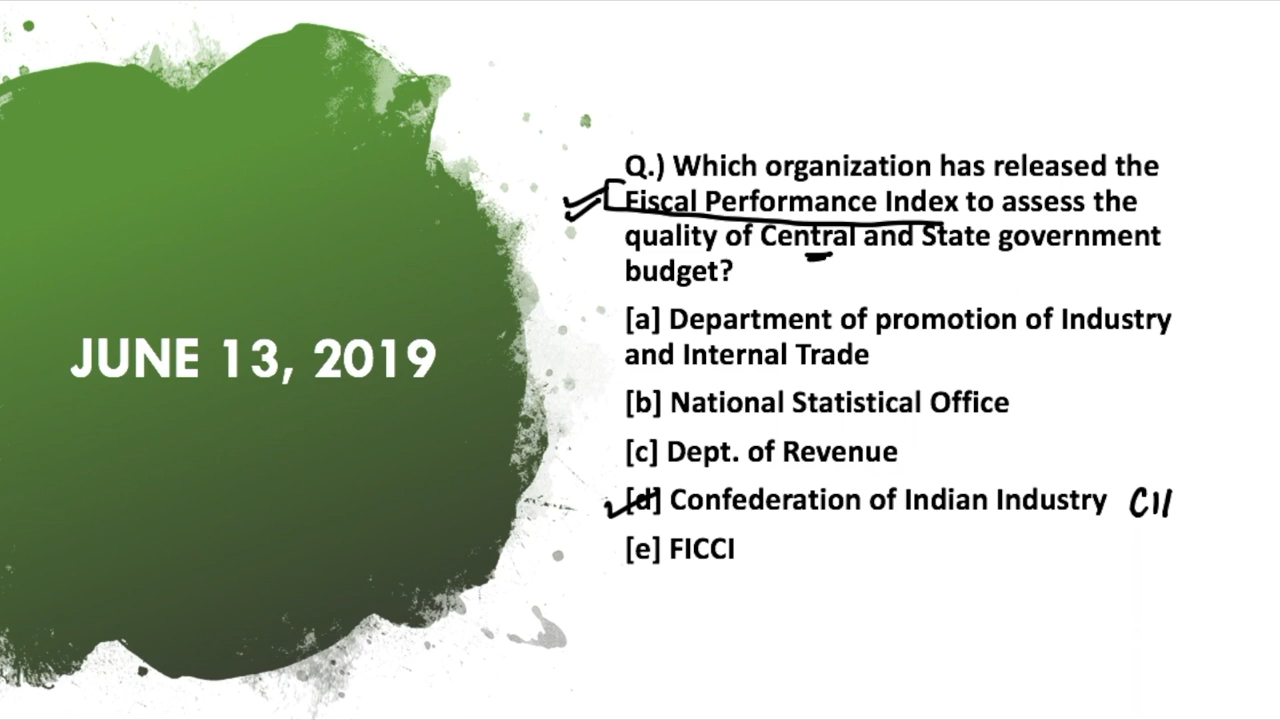 JUNE 13, 2019
Q.) Which organization has released the
Fiscal Performance Index to assess the
quality of Central and State government
budget?
[a] Department of promotion of Industry
and Internal Trade
[b] National Statistical Office
[c] Dept. of Revenue
[d] Confederation of Indian Industry CII
[e] FICCI